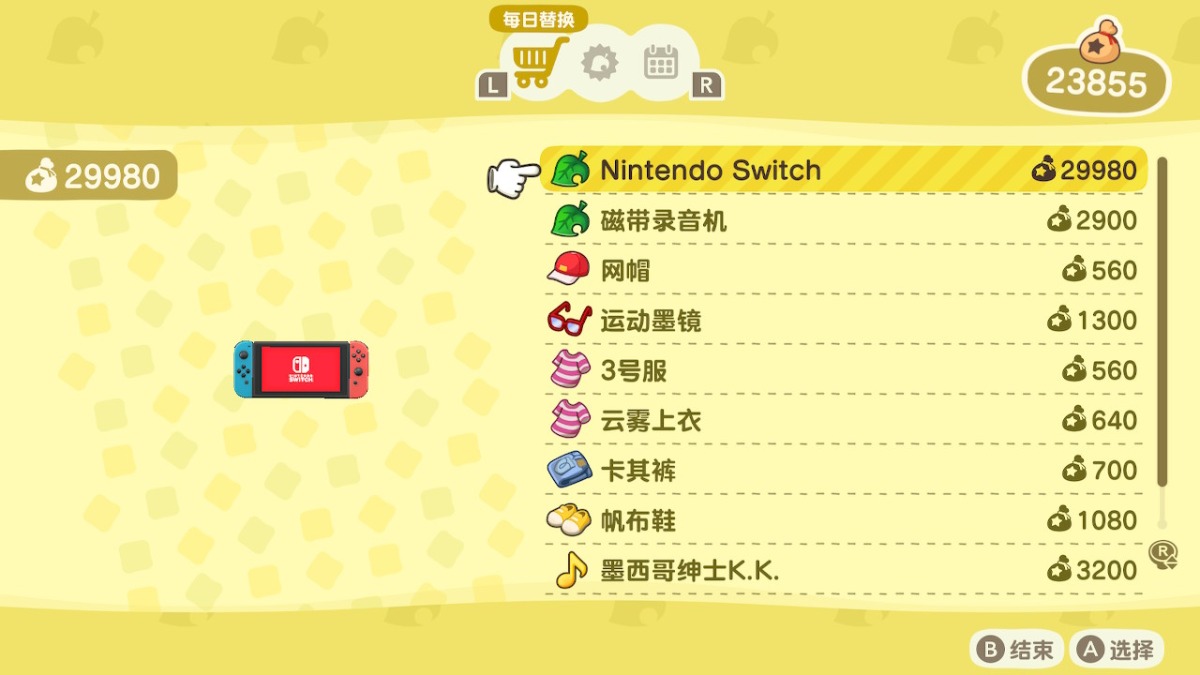 每日替换
L
R
23855
29980
Nintendo Switch 29980
磁带录音机 2900
网帽 560
运动墨镜 1300
3号服 560
云雾上衣 640
卡其裤 700
帆布鞋 1080
墨西哥绅士K.K. 3200
NINTENDO
SWITCH
R
B 结束 A 选择